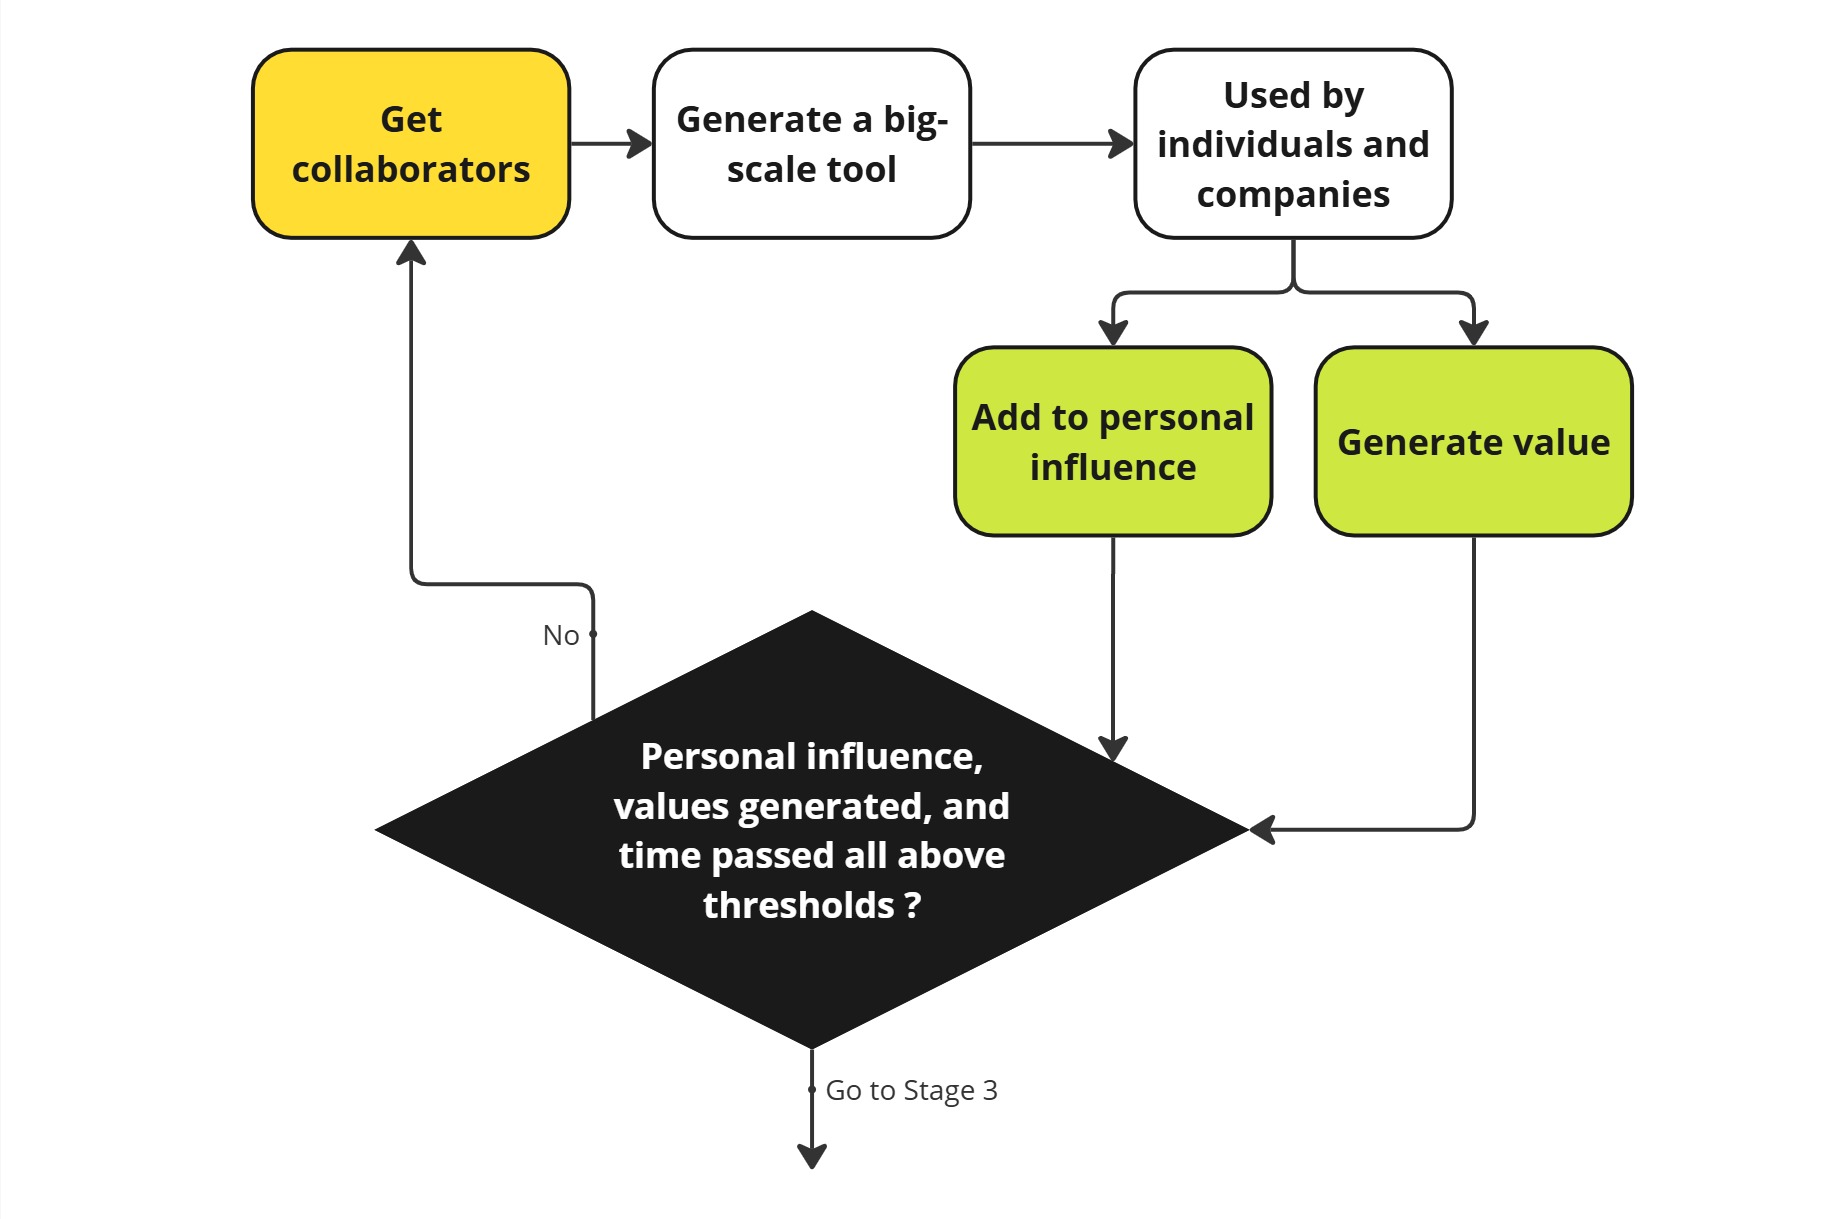 Get
collaborators
Generate a big-
scale tool
Used by
individuals and
companies
Add to personal
influence
Generate value
No
Personal influence,
values generated, and
time passed all above
thresholds ?
Go to Stage 3